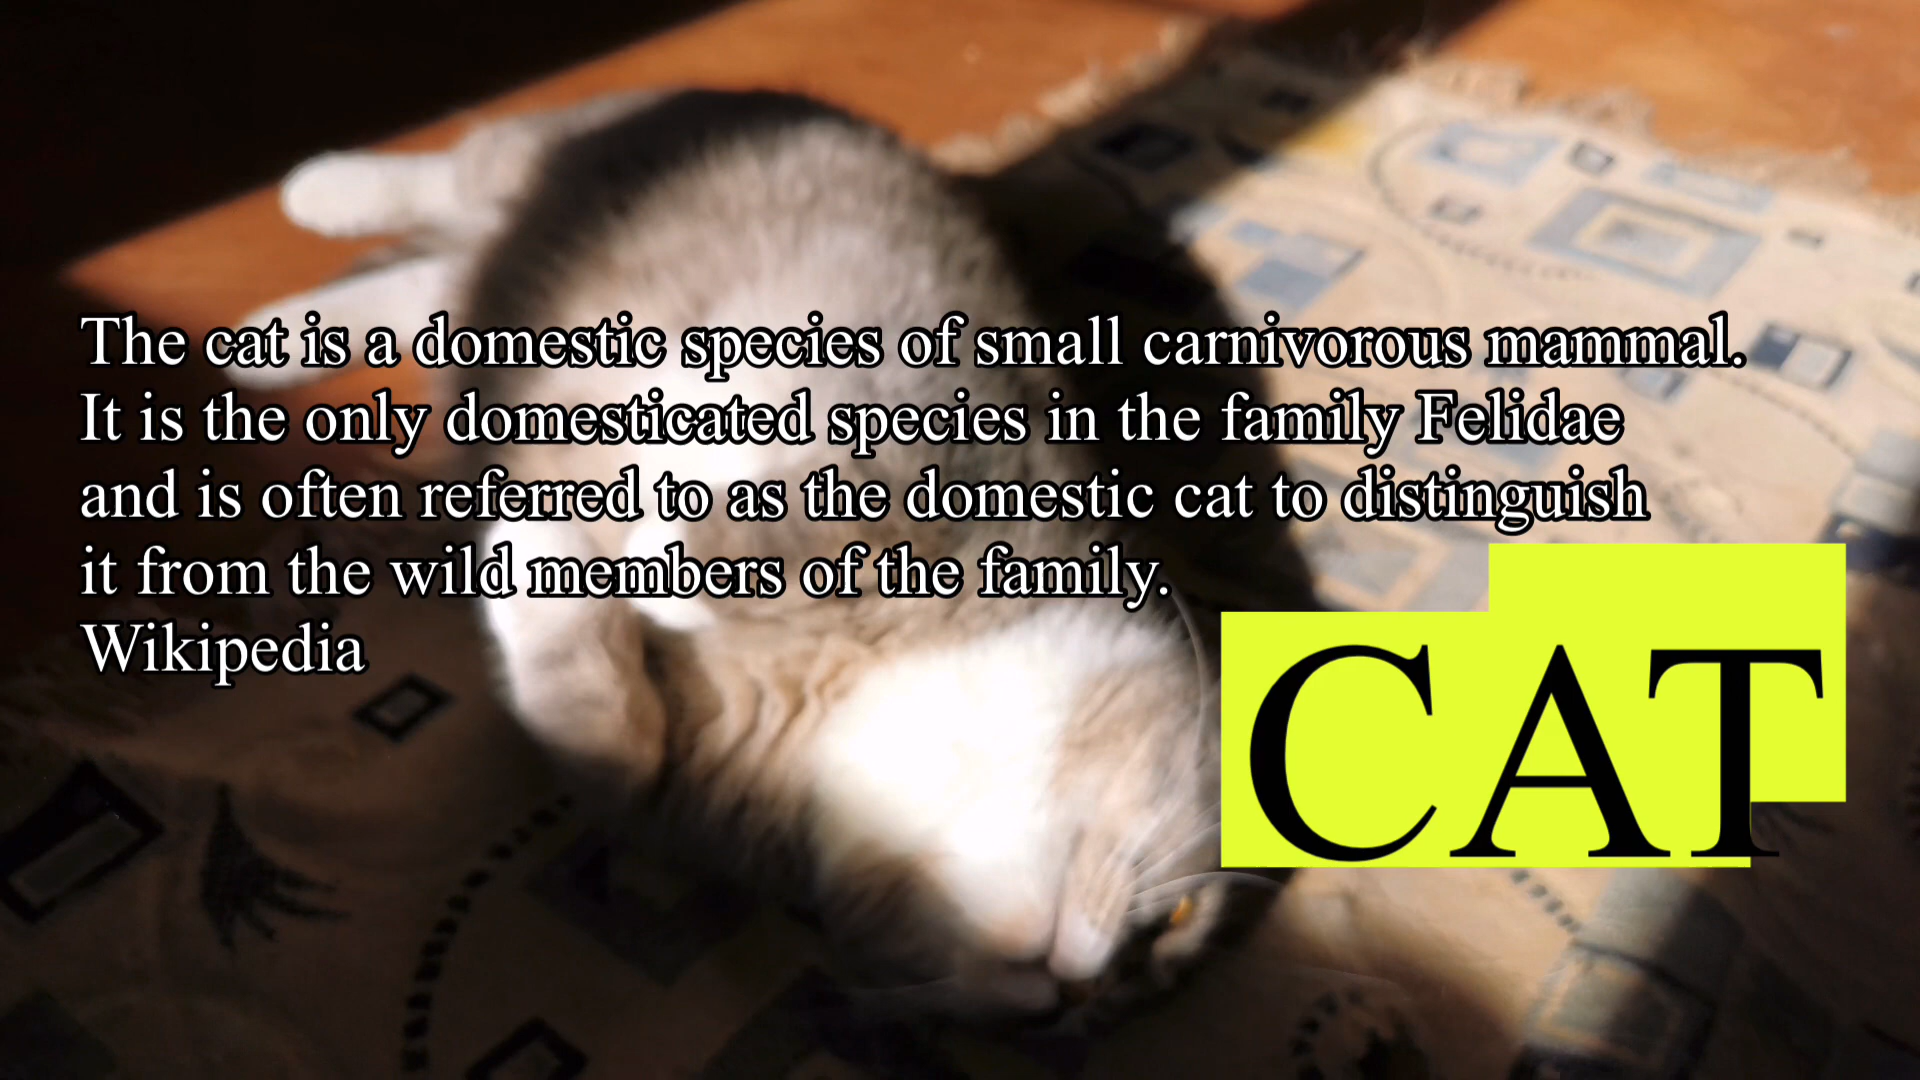 The cat is a domestic species of small carnivorous mammal.
It is the only domesticated species in the family Felidae
and is often referred to as the domestic cat to distinguish
it from the wild members of the family.
Wikipedia
CAT